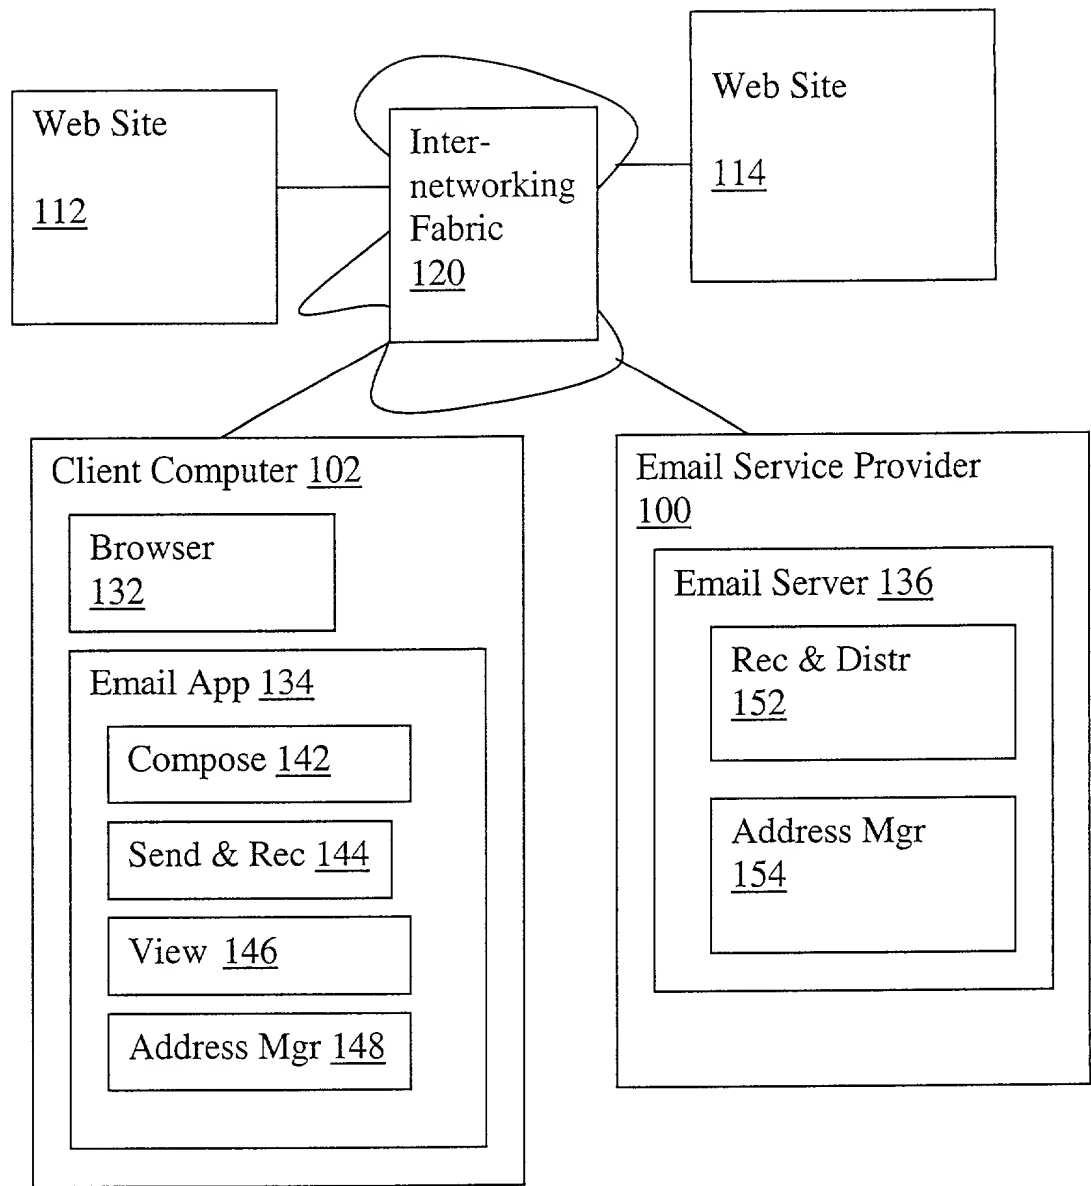 Web Site
112
Inter-
networking
Fabric
120
Web Site
114
Client Computer 102
Browser
132
Email App 134
Compose 142
Send & Rec 144
View 146
Address Mgr 148
Email Service Provider
100
Email Server 136
Rec & Distr
152
Address Mgr
154